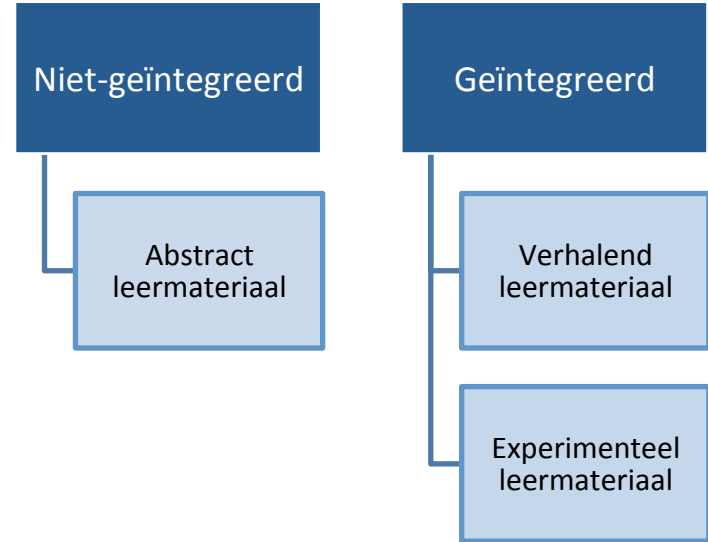 Niet-geïntegreerd
Abstract
leermateriaal
Geïntegreerd
Verhalend
leermateriaal
Experimenteel
leermateriaal